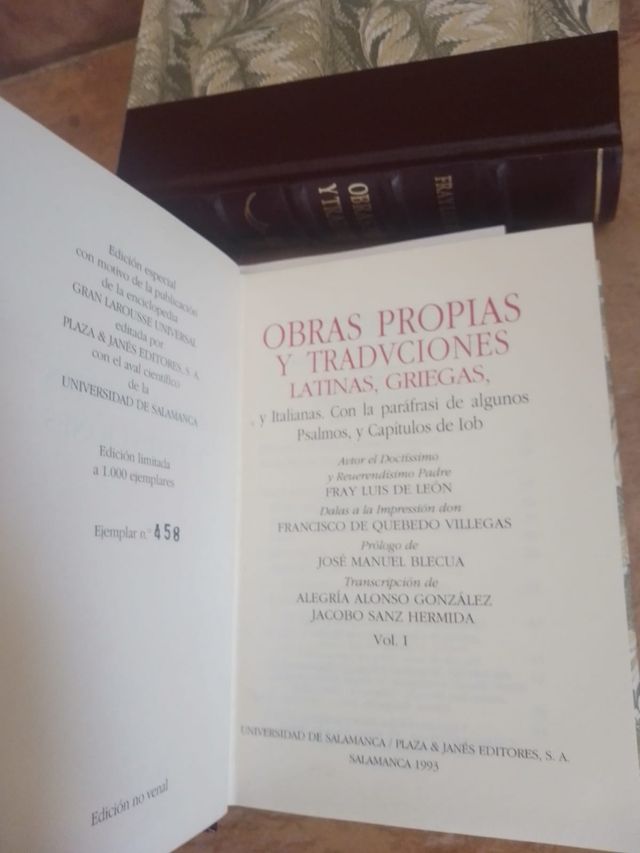 Edición especial
con motivo de la publicación
de la enciclopedia
GRAN LAROUSSE UNIVERSAL
editada por
PLAZA & JANÉS EDITORES, S. A.
con el aval científico
de la
UNIVERSIDAD DE SALAMANCA
Edición limitada
a 1.000 ejemplares
Ejemplar n.º 458
Edición no venal
OBRAS PROPIAS
Y TRADVCIONES
LATINAS, GRIEGAS,
y Italianas. Con la paráfrasi de algunos
Psalmos, y Capitulos de Iob
Avtor el Doctissimo
y Reuerendisimo Padre
FRAY LUIS DE LEÓN
Dalas a la Impressión don
FRANCISCO DE QUEBEDO VILLEGAS
Prólogo de
JOSÉ MANUEL BLECUA
Transcripción de
ALEGRÍA ALONSO GONZÁLEZ
JACOBO SANZ HERMIDA
Vol. I
UNIVERSIDAD DE SALAMANCA / PLAZA & JANÉS EDITORES, S. A.
SALAMANCA 1993
FRAY
OBRA
Y TRA